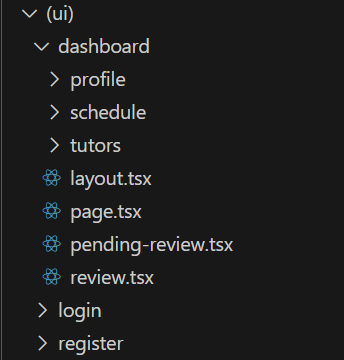 (ui)
dashboard
profile
schedule
tutors
layout.tsx
page.tsx
pending-review.tsx
review.tsx
login
register